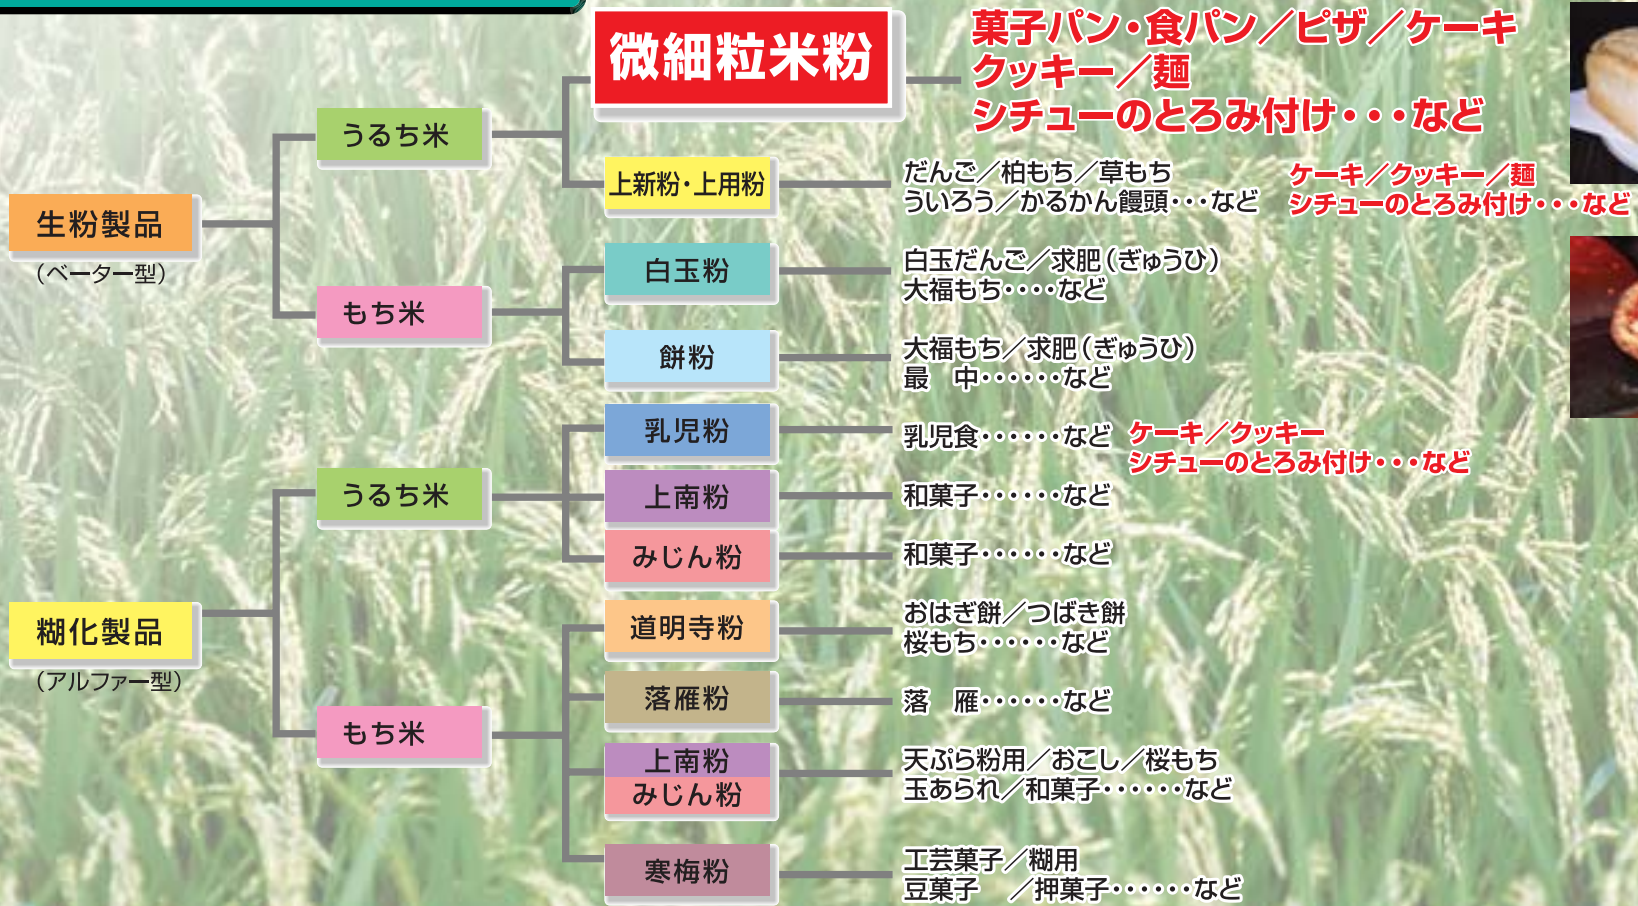 微細粒米粉
菓子パン・食パン／ピザ／ケーキ
クッキー／麺
シチューのとろみ付け・・・など
うるち米
上新粉・上用粉
だんご／柏もち／草もち
ういろう／かるかん饅頭・・・など
ケーキ／クッキー／麺
シチューのとろみ付け・・・など
生粉製品
（ベーター型）
もち米
白玉粉
白玉だんご／求肥（ぎゅうひ）
大福もち・・・・など
餅粉
大福もち／求肥（ぎゅうひ）
最　中・・・・・・など
乳児粉
乳児食・・・・・・など
ケーキ／クッキー
シチューのとろみ付け・・・など
うるち米
上南粉
和菓子・・・・・・など
みじん粉
和菓子・・・・・・など
糊化製品
（アルファー型）
道明寺粉
おはぎ餅／つばき餅
桜もち・・・・・・など
落雁粉
落　雁・・・・・・など
もち米
上南粉
みじん粉
天ぷら粉用／おこし／桜もち
玉あられ／和菓子・・・・・・など
寒梅粉
工芸菓子／糊用
豆菓子　／押菓子・・・・・・など